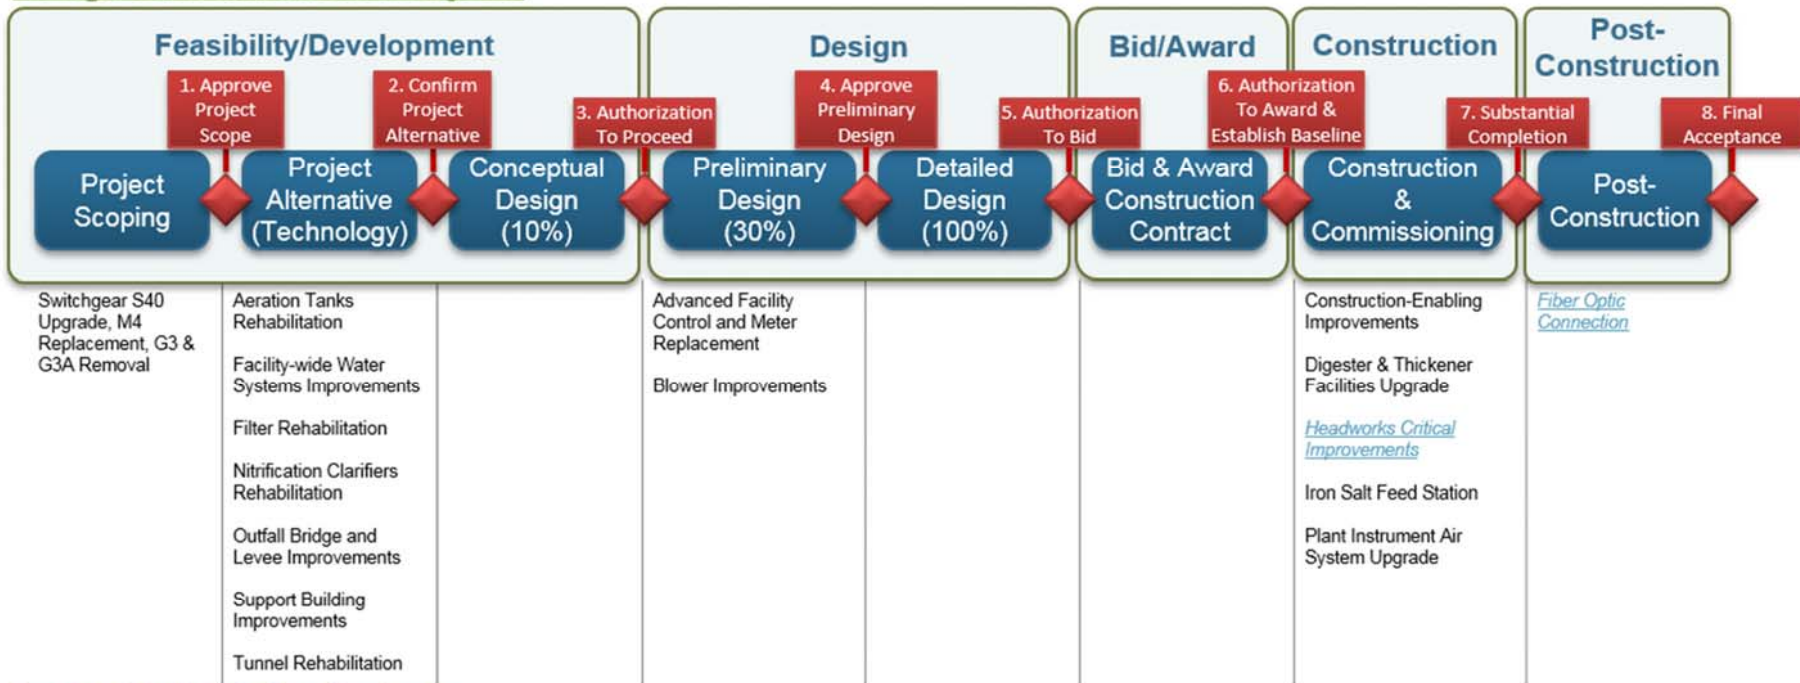 Feasibility/Development
Design
Bid/Award
Construction
Post-
Construction
1. Approve
Project
Scope
2. Confirm
Project
Alternative
3. Authorization
To Proceed
4. Approve
Preliminary
Design
5. Authorization
To Bid
6. Authorization
To Award &
Establish Baseline
7. Substantial
Completion
8. Final
Acceptance
Project
Scoping
Project
Alternative
(Technology)
Conceptual
Design
(10%)
Preliminary
Design
(30%)
Detailed
Design
(100%)
Bid & Award
Construction
Contract
Construction
&
Commissioning
Post-
Construction
Switchgear S40
Upgrade, M4
Replacement, G3 &
G3A Removal
Aeration Tanks
Rehabilitation
Facility-wide Water
Systems Improvements
Filter Rehabilitation
Nitrification Clarifiers
Rehabilitation
Outfall Bridge and
Levee Improvements
Support Building
Improvements
Tunnel Rehabilitation
Advanced Facility
Control and Meter
Replacement
Blower Improvements
Construction-Enabling
Improvements
Digester & Thickener
Facilities Upgrade
Headworks Critical
Improvements
Iron Salt Feed Station
Plant Instrument Air
System Upgrade
Fiber Optic
Connection